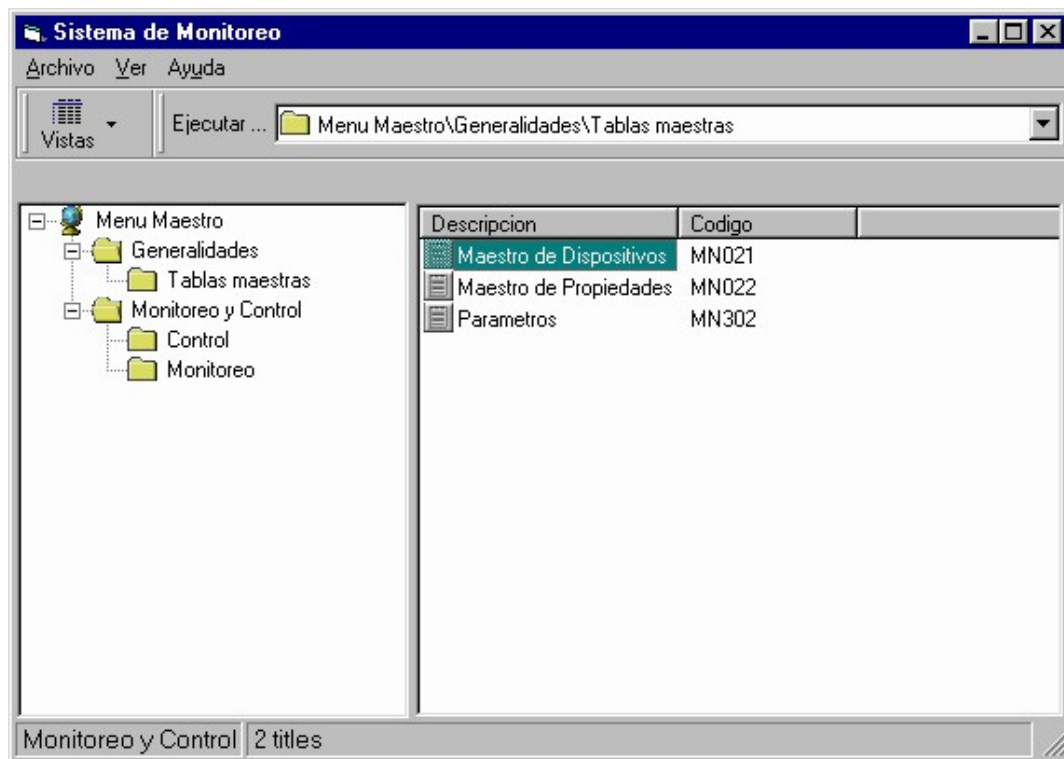 Sistema de Monitoreo
Archivo Ver Ayuda
Vistas
Ejecutar ... Menu Maestro\Generalidades\Tablas maestras
Menu Maestro
Generalidades
Tablas maestras
Monitoreo y Control
Control
Monitoreo
Descripcion Codigo
Maestro de Dispositivos MN021
Maestro de Propiedades MN022
Parametros MN302
Monitoreo y Control 2 titles